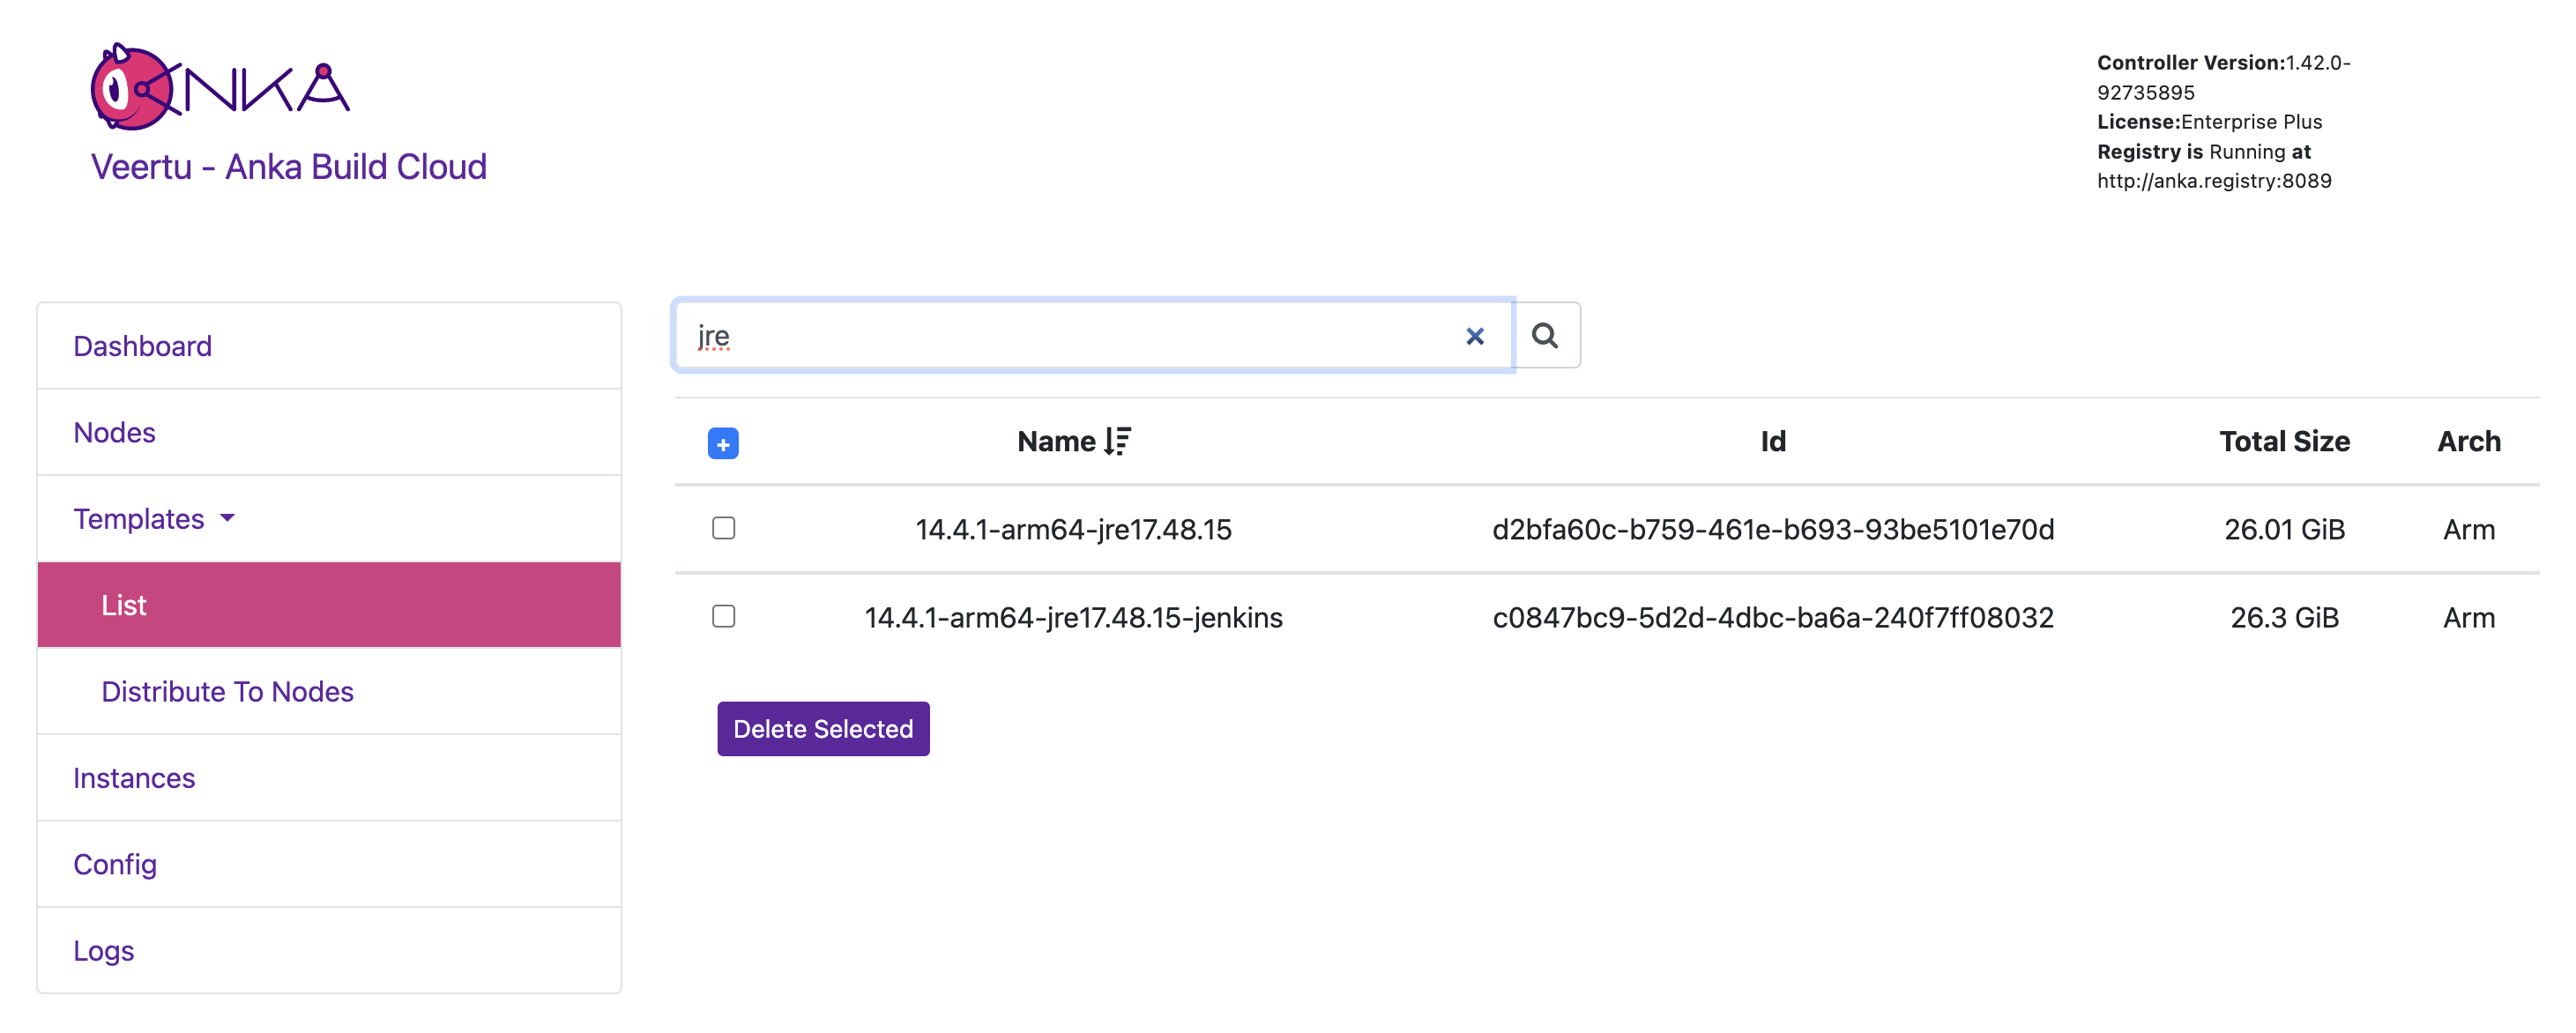 ANKA
Veertu - Anka Build Cloud
Controller Version:1.42.0-
92735895
License:Enterprise Plus
Registry is Running at
http://anka.registry:8089
Dashboard
Nodes
Templates
List
Distribute To Nodes
Instances
Config
Logs
jre
Name Id Total Size Arch
14.4.1-arm64-jre17.48.15 d2bfa60c-b759-461e-b693-93be5101e70d 26.01 GiB Arm
14.4.1-arm64-jre17.48.15-jenkins c0847bc9-5d2d-4dbc-ba6a-240f7ff08032 26.3 GiB Arm
Delete Selected